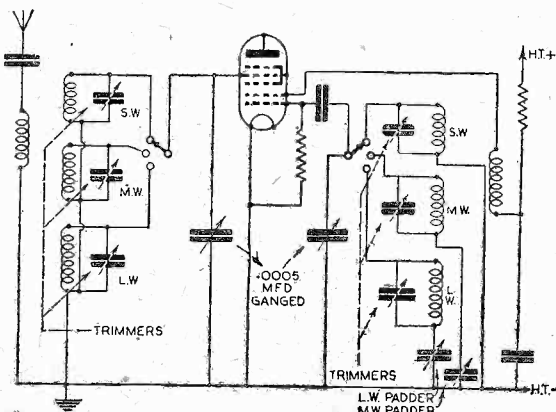 H.T.+
S.W
S.W.
M.W.
M.W.
L.W
L.
W.
.0005
MFD
GANGED
TRIMMERS
TRIMMERS
H.T.-
L.W. PADDER
M.W. PADDER